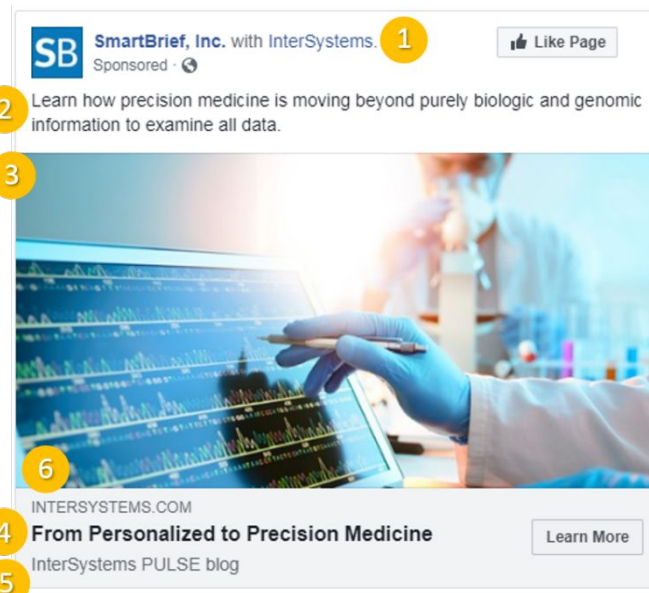 SB
SmartBrief, Inc. with InterSystems. 1
Like Page
Sponsored ·
2
Learn how precision medicine is moving beyond purely biologic and genomic
information to examine all data.
3
6
INTERSYSTEMS.COM
4
From Personalized to Precision Medicine
Learn More
InterSystems PULSE blog
5